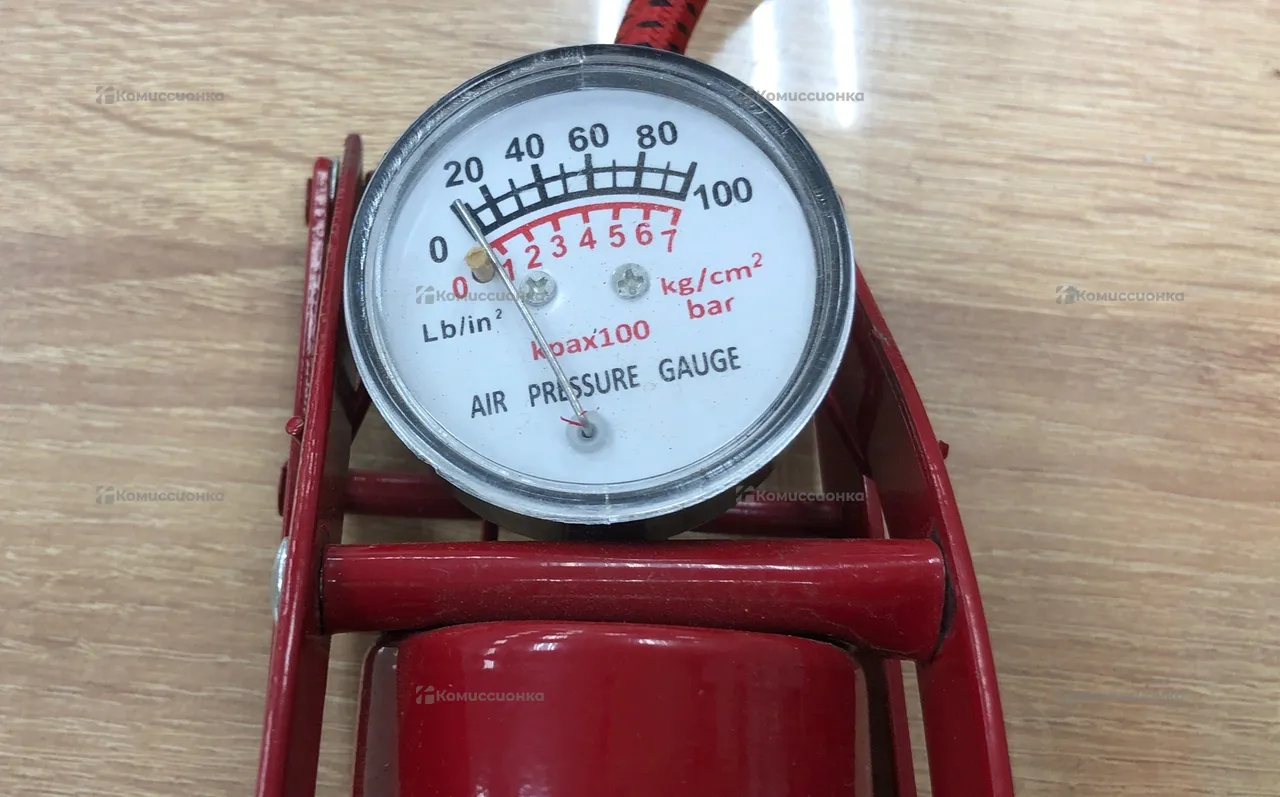 Комиссионка
Комиссионка
20 40 60 80
0 100
0 1 2 3 4 5 6 7
kg/cm²
bar
Lb/in²
kpax100
AIR PRESSURE GAUGE
Комиссионка
Комиссионка
Комиссионка
Комиссионка
Комиссионка